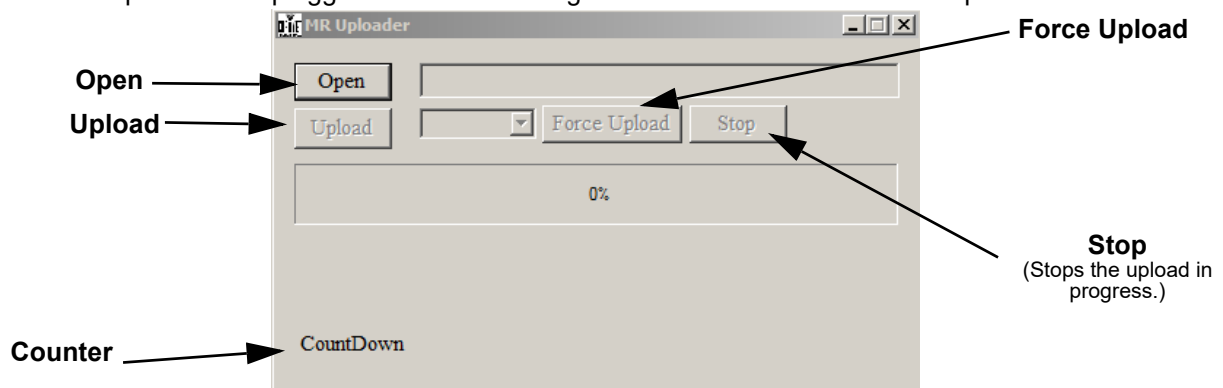 MR Uploader
Force Upload
Open
Open
Upload
Upload
Force Upload
Stop
0%
Stop
(Stops the upload in
progress.)
Counter
CountDown